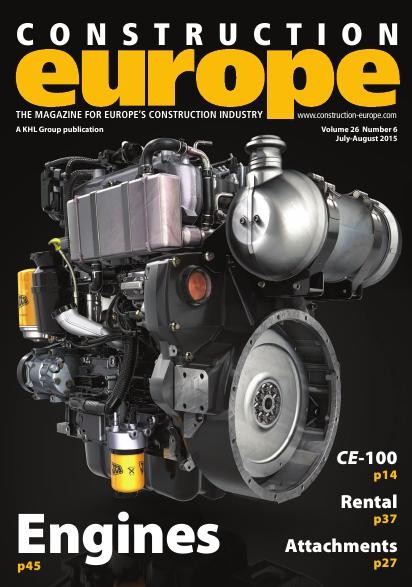 CONSTRUCTION
europe
THE MAGAZINE FOR EUROPE'S CONSTRUCTION INDUSTRY
www.construction-europe.com
A KHL Group publication
Volume 26 Number 6
July-August 2015
JCB
CE-100
p14
Rental
p37
Engines
p45
Attachments
p27